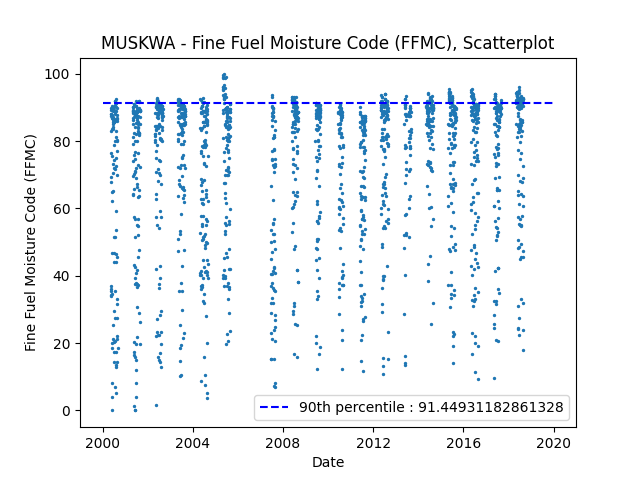 MUSKWA - Fine Fuel Moisture Code (FFMC), Scatterplot
Fine Fuel Moisture Code (FFMC)
100
80
60
40
20
0
90th percentile : 91.44931182861328
2000 2004 2008 2012 2016 2020
Date